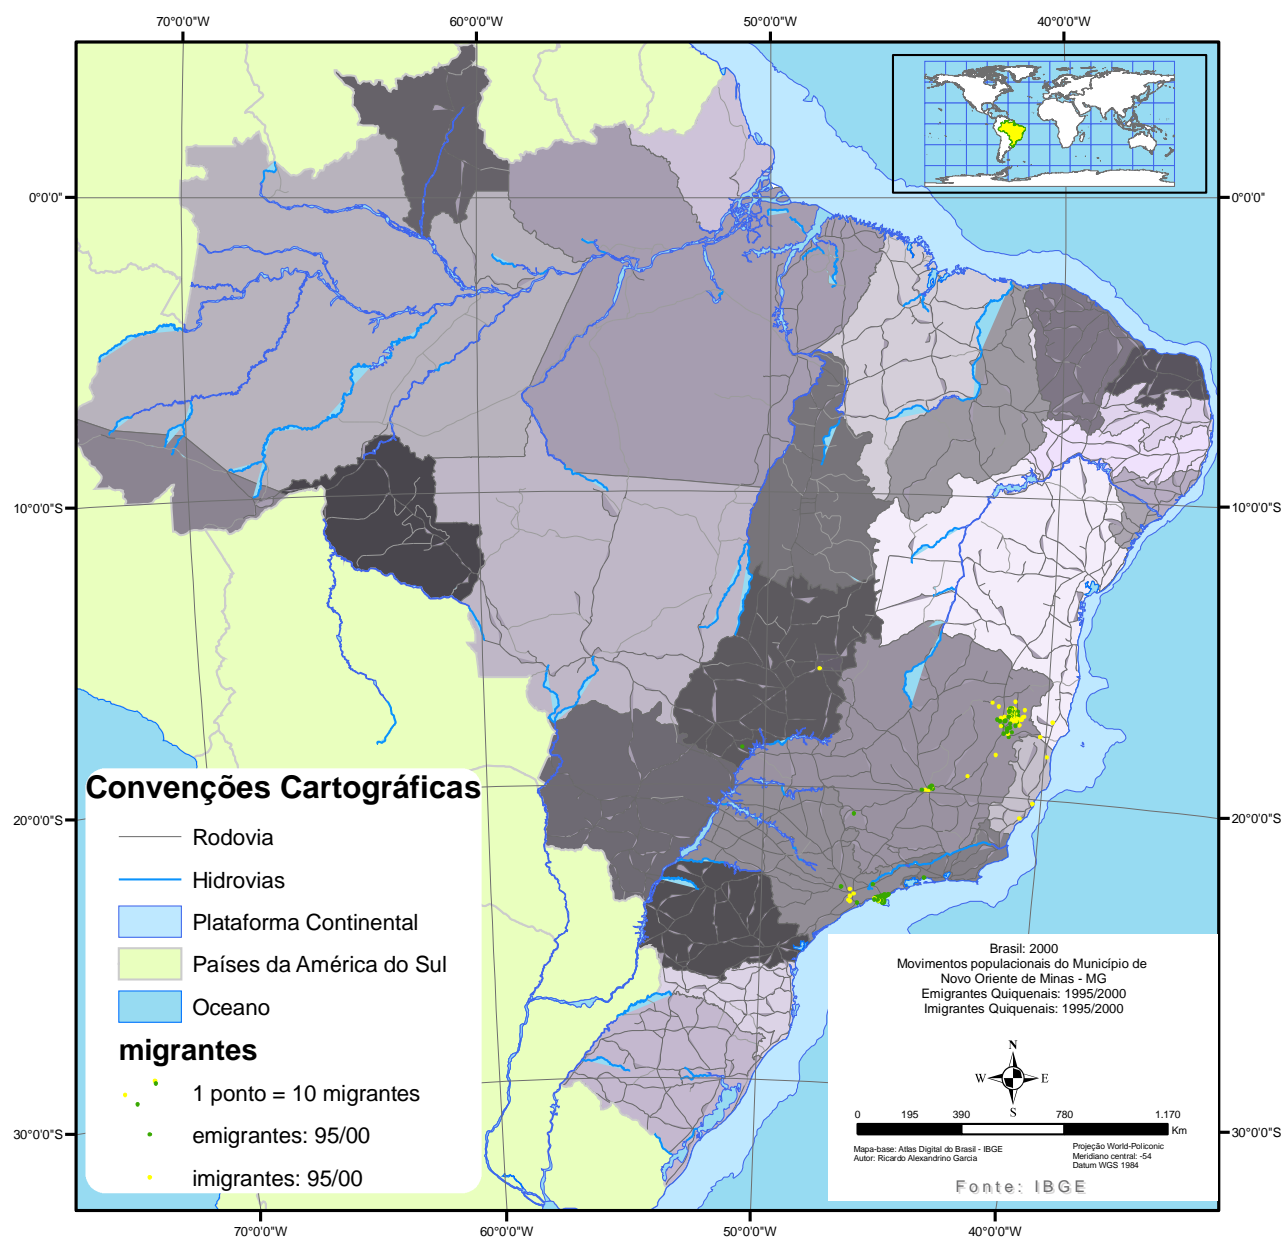 70°0'0"W 60°0'0"W 50°0'0"W 40°0'0"W
0°0'0" 0°0'0"
10°0'0"S 10°0'0"S
20°0'0"S 20°0'0"S
30°0'0"S 30°0'0"S
Convenções Cartográficas
Rodovia
Hidrovias
Plataforma Continental
Países da América do Sul
Oceano
migrantes
1 ponto = 10 migrantes
emigrantes: 95/00
imigrantes: 95/00
Brasil: 2000
Movimentos populacionais do Município de
Novo Oriente de Minas - MG
Emigrantes Quiquenais: 1995/2000
Imigrantes Quiquenais: 1995/2000
N
W E
S
0 195 390 780 1.170
Km
Mapa-base: Atlas Digital do Brasil - IBGE
Autor: Ricardo Alexandrino Garcia
Projeção World-Policonic
Meridiano central: -54
Datum WGS 1984
Fonte: IBGE
70°0'0"W 60°0'0"W 50°0'0"W 40°0'0"W